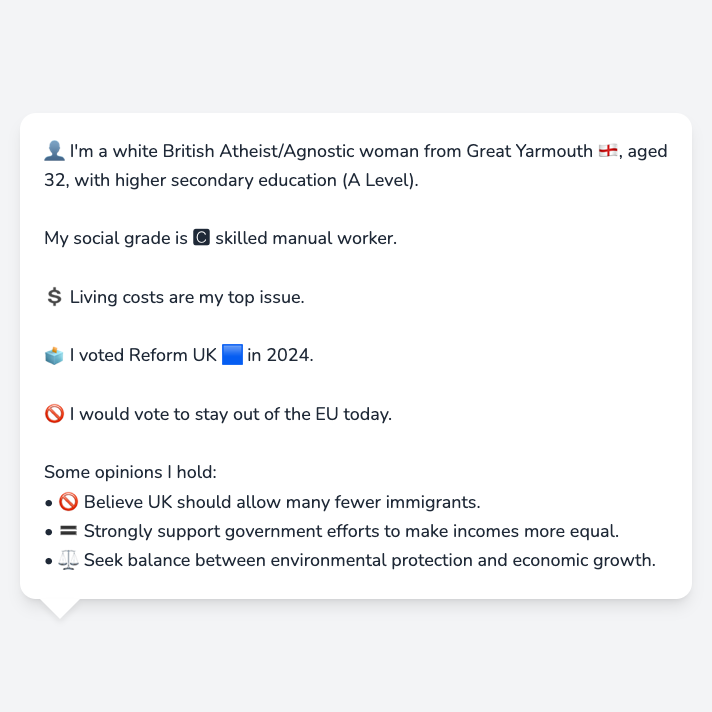 👤 I'm a white British Atheist/Agnostic woman from Great Yarmouth 🏴󠁧󠁢󠁥󠁮󠁧󠁿, aged
32, with higher secondary education (A Level).
My social grade is 🅲 skilled manual worker.
💲 Living costs are my top issue.
🗳️ I voted Reform UK 🟦 in 2024.
🚫 I would vote to stay out of the EU today.
Some opinions I hold:
• 🚫 Believe UK should allow many fewer immigrants.
• 🟰 Strongly support government efforts to make incomes more equal.
• ⚖️ Seek balance between environmental protection and economic growth.